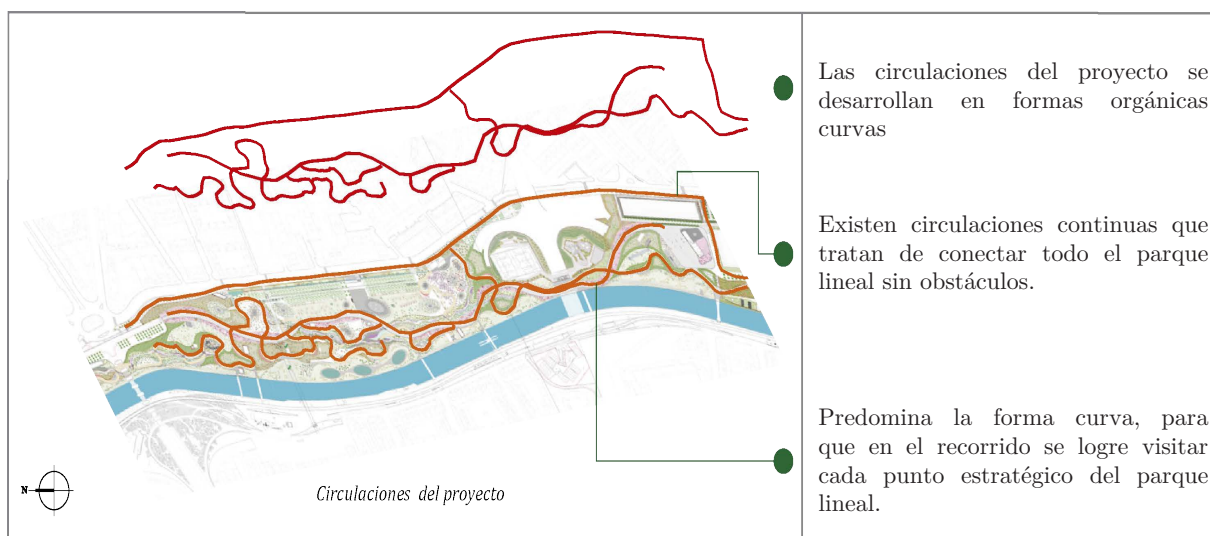 Las circulaciones del proyecto se
desarrollan en formas orgánicas
curvas
Existen circulaciones continuas que
tratan de conectar todo el parque
lineal sin obstáculos.
Predomina la forma curva, para
que en el recorrido se logre visitar
cada punto estratégico del parque
lineal.
N
Circulaciones del proyecto